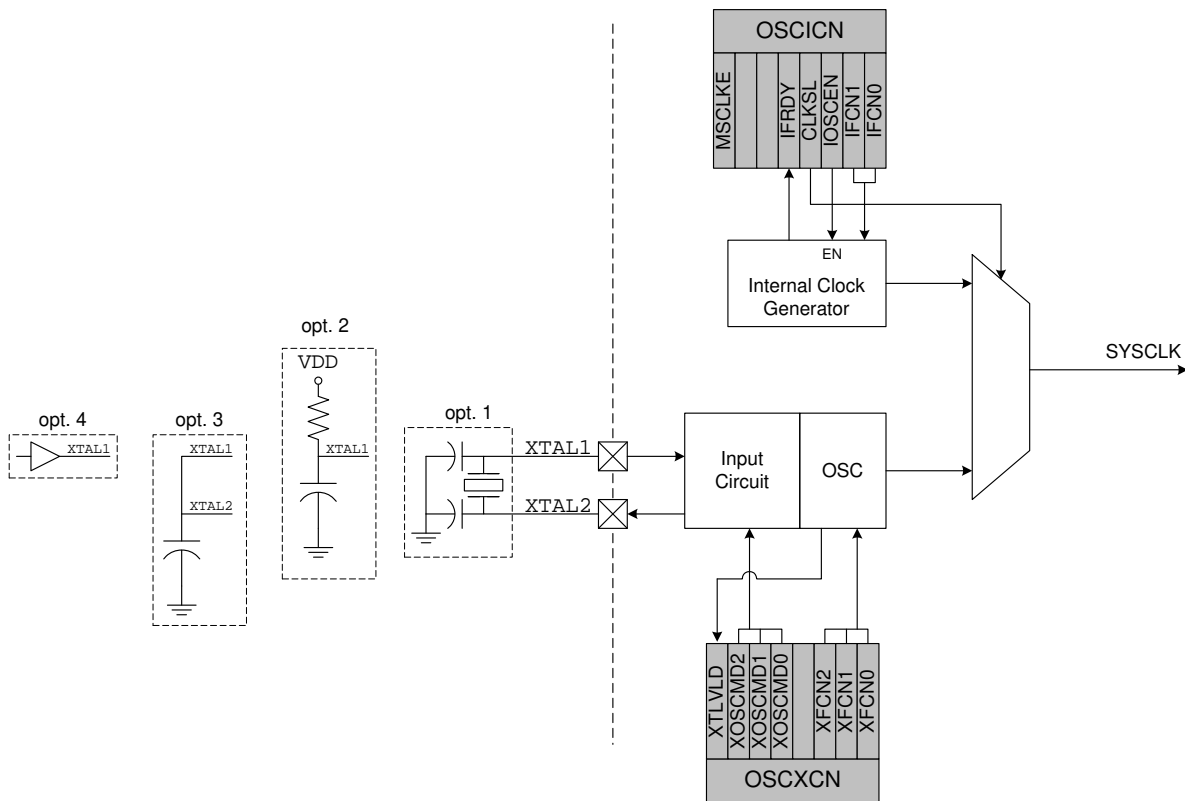 OSCICN
MSCLKE
IFRDY
CLKSL
IOSCEN
IFCN1
IFCN0
EN
Internal Clock
Generator
SYSCLK
opt. 4
XTAL1
opt. 3
XTAL1
XTAL2
opt. 2
VDD
XTAL1
opt. 1
XTAL1
XTAL2
Input
Circuit
OSC
XTLVLD
XOSCMD2
XOSCMD1
XOSCMD0
XFCN2
XFCN1
XFCN0
OSCXCN